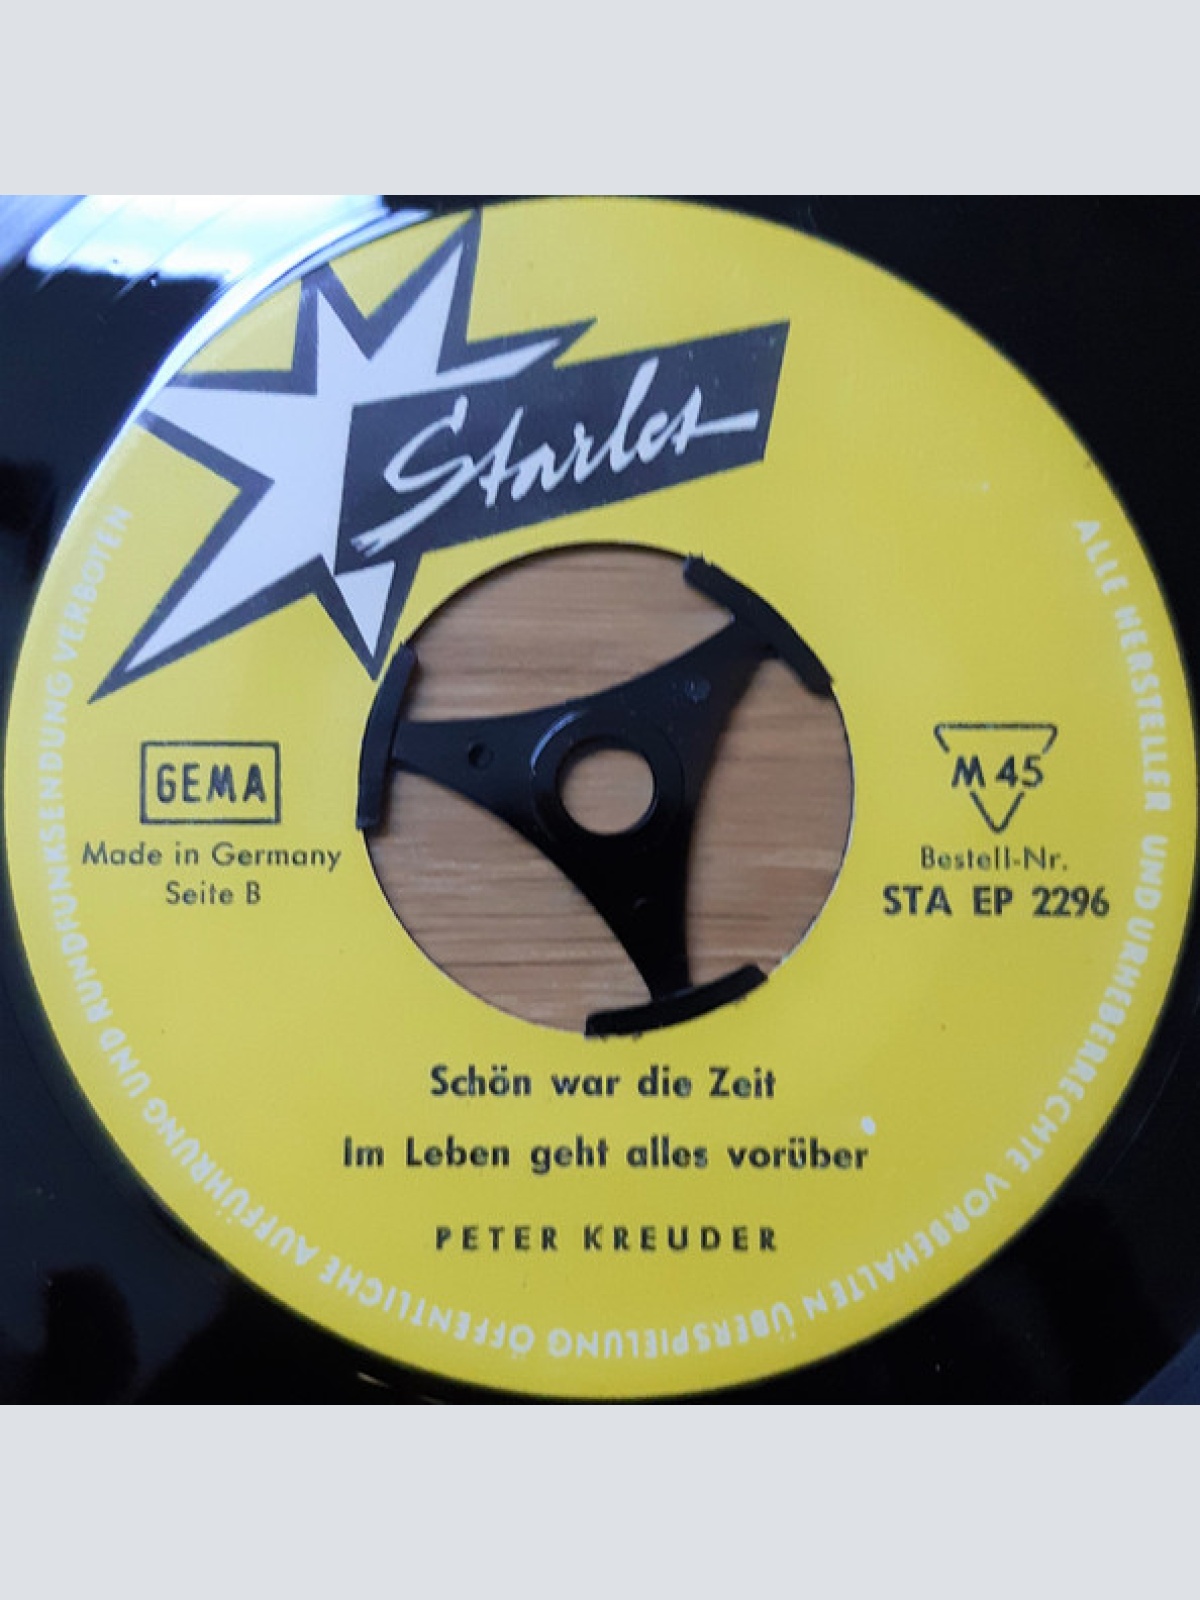 Starlet
GEMA
Made in Germany
Seite B
M 45
Bestell-Nr.
STA EP 2296
Schön war die Zeit
Im Leben geht alles vorüber
PETER KREUDER
ALLE HERSTELLER UND URHEBERRECHTE VORBEHALTEN ÜBERSPIELUNG ÖFFENTLICHE AUFFÜHRUNG UND RUNDFUNKSENDUNG VERBOTEN